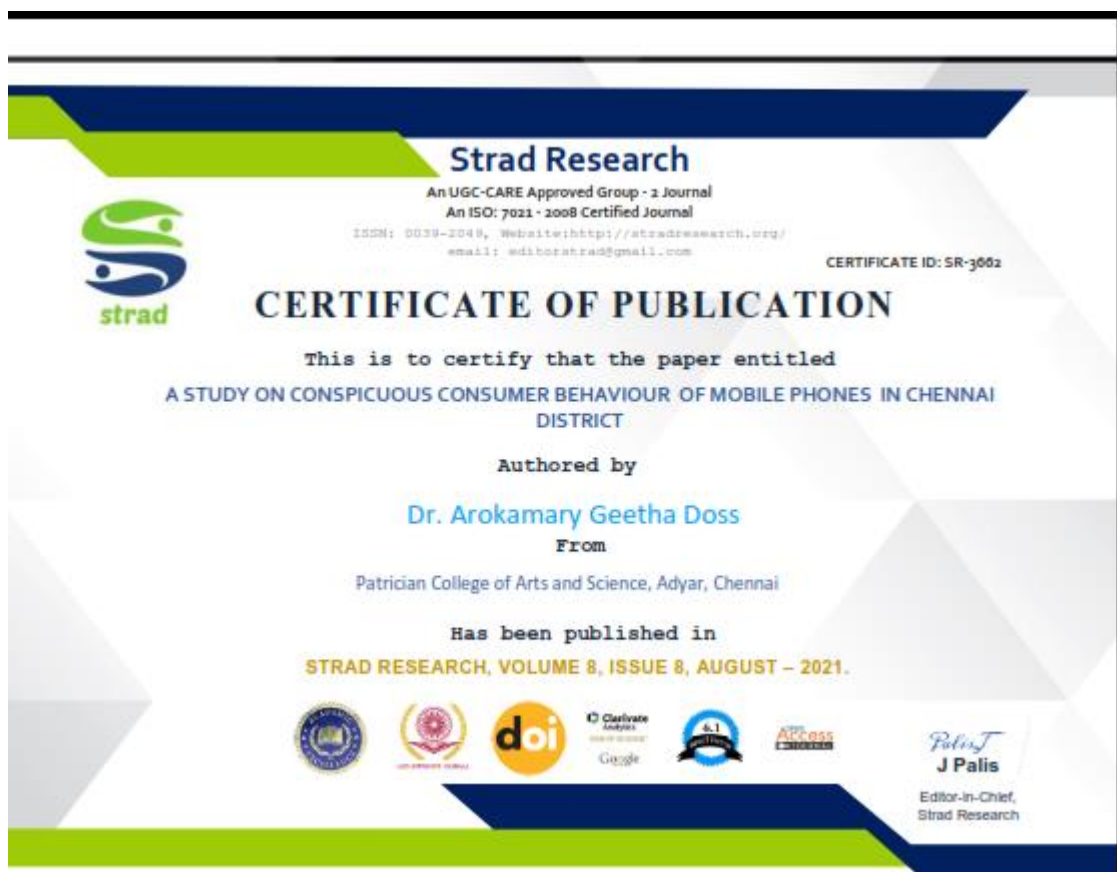 Strad Research
An UGC-CARE Approved Group - 2 Journal
An ISO: 7021 - 2008 Certified Journal
ISSN: 0039-2049, Website:http://stradresearch.org/
email: editorstrad@gmail.com
CERTIFICATE ID: SR-3662
strad
CERTIFICATE OF PUBLICATION
This is to certify that the paper entitled
A STUDY ON CONSPICUOUS CONSUMER BEHAVIOUR OF MOBILE PHONES IN CHENNAI
DISTRICT
Authored by
Dr. Arokamary Geetha Doss
From
Patrician College of Arts and Science, Adyar, Chennai
Has been published in
STRAD RESEARCH, VOLUME 8, ISSUE 8, AUGUST – 2021.
doi
Clarivate
Analytics
Google
6.1
Access
J Palis
Editor-in-Chief,
Strad Research